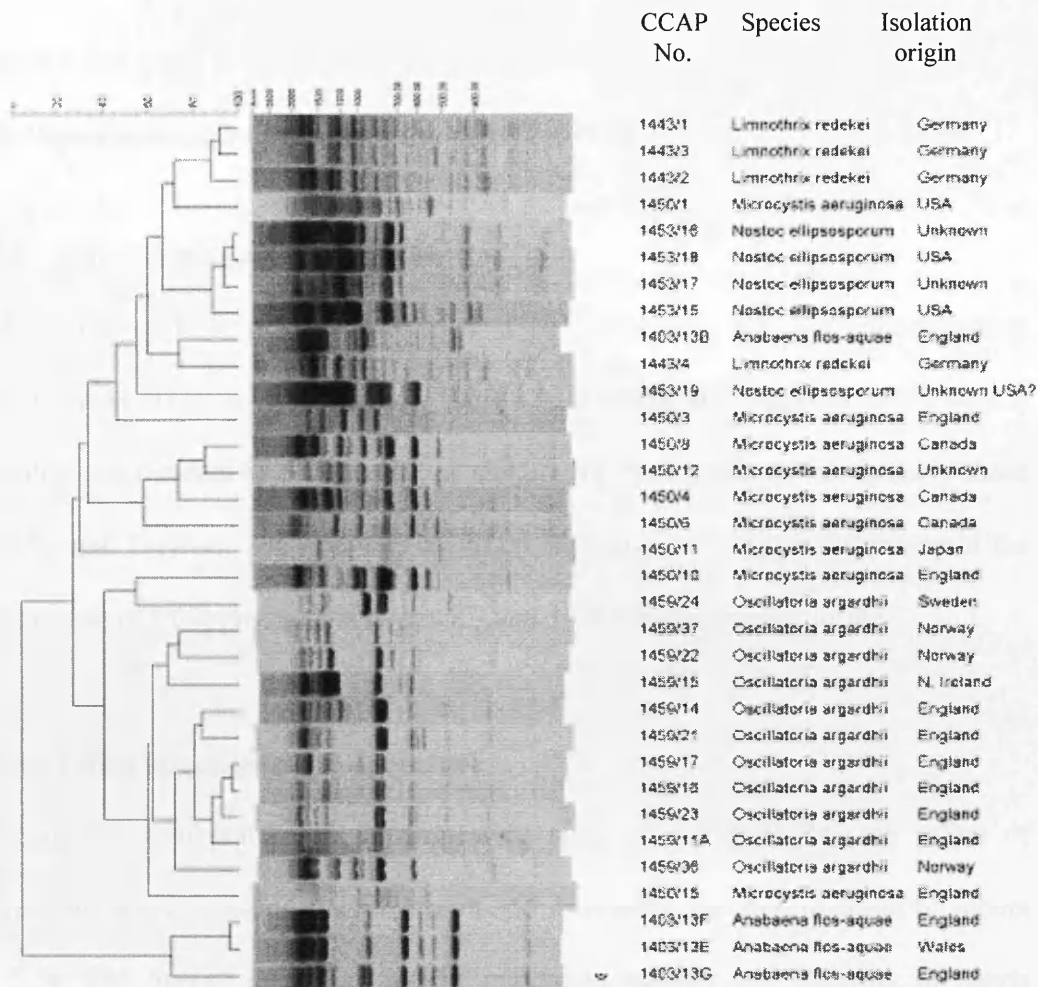 CCAP Species Isolation
No. origin
1443/1 Limnothrix redekei Germany
1443/3 Limnothrix redekei Germany
1443/2 Limnothrix redekei Germany
1450/1 Microcystis aeruginosa USA
1453/16 Nostoc ellipsosporum Unknown
1453/18 Nostoc ellipsosporum USA
1453/17 Nostoc ellipsosporum Unknown
1453/15 Nostoc ellipsosporum USA
1403/13B Anabaena flos-aquae England
1443/4 Limnothrix redekei Germany
1453/19 Nostoc ellipsosporum Unknown USA?
1450/3 Microcystis aeruginosa England
1450/8 Microcystis aeruginosa Canada
1450/12 Microcystis aeruginosa Unknown
1450/4 Microcystis aeruginosa Canada
1450/6 Microcystis aeruginosa Canada
1450/11 Microcystis aeruginosa Japan
1450/10 Microcystis aeruginosa England
1459/24 Oscillatoria argardhii Sweden
1459/37 Oscillatoria argardhii Norway
1459/22 Oscillatoria argardhii Norway
1459/15 Oscillatoria argardhii N. Ireland
1459/14 Oscillatoria argardhii England
1459/21 Oscillatoria argardhii England
1459/17 Oscillatoria argardhii England
1459/16 Oscillatoria argardhii England
1459/23 Oscillatoria argardhii England
1459/11A Oscillatoria argardhii England
1459/36 Oscillatoria argardhii Norway
1450/15 Microcystis aeruginosa England
1403/13F Anabaena flos-aquae England
1403/13E Anabaena flos-aquae Wales
1403/13G Anabaena flos-aquae England